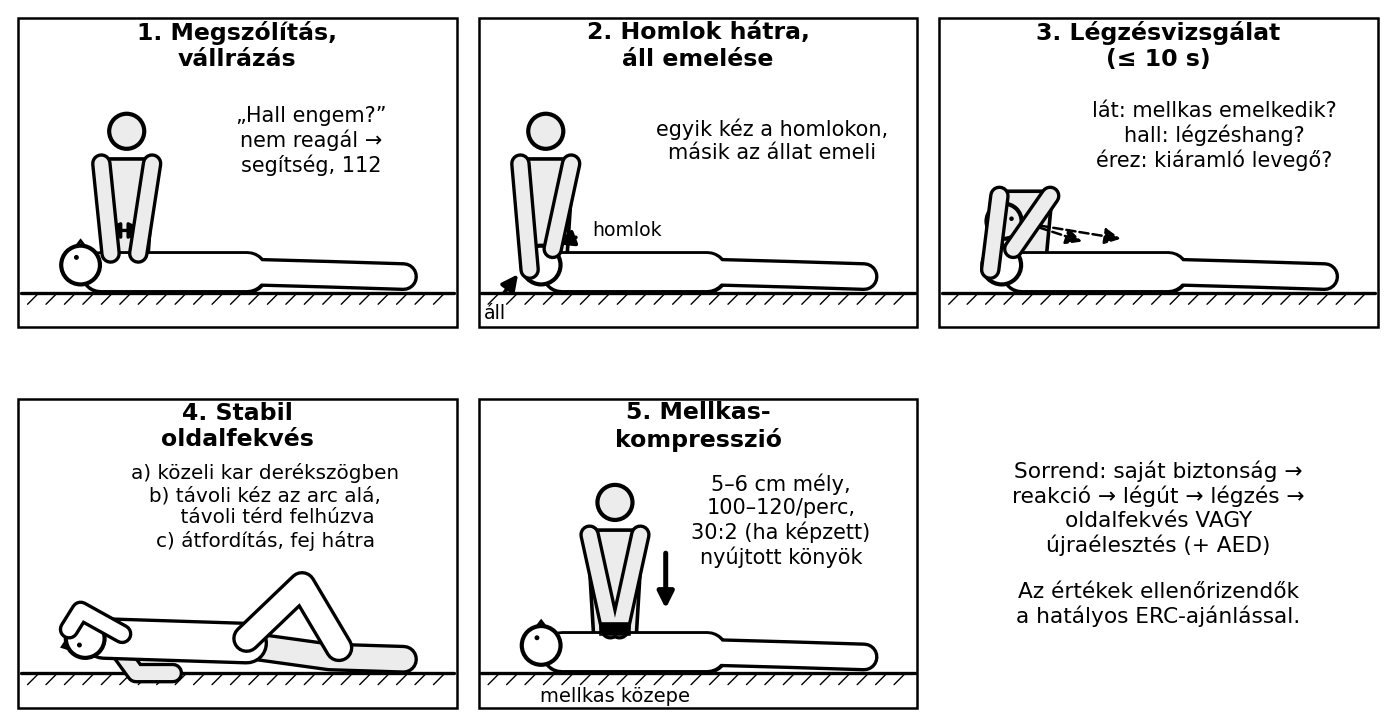 1. Megszólítás,
vállrázás
„Hall engem?”
nem reagál →
segítség, 112
2. Homlok hátra,
áll emelése
egyik kéz a homlokon,
másik az állat emeli
homlok
áll
3. Légzésvizsgálat
(≤ 10 s)
lát: mellkas emelkedik?
hall: légzéshang?
érez: kiáramló levegő?
4. Stabil
oldalfekvés
a) közeli kar derékszögben
b) távoli kéz az arc alá,
távoli térd felhúzva
c) átfordítás, fej hátra
5. Mellkas-
kompresszió
5–6 cm mély,
100–120/perc,
30:2 (ha képzett)
nyújtott könyök
mellkas közepe
Sorrend: saját biztonság →
reakció → légút → légzés →
oldalfekvés VAGY
újraélesztés (+ AED)
Az értékek ellenőrizendők
a hatályos ERC-ajánlással.